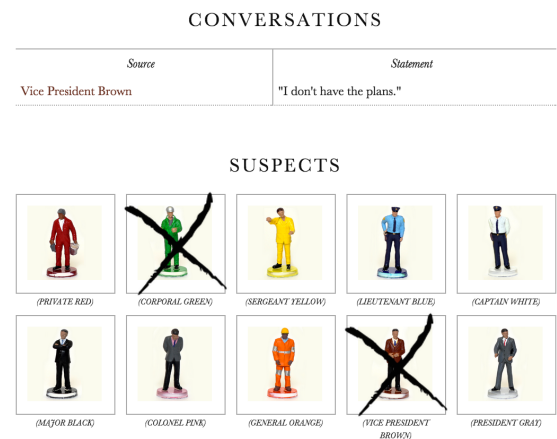 CONVERSATIONS
Source Statement
Vice President Brown "I don't have the plans."
SUSPECTS
(PRIVATE RED) (CORPORAL GREEN) (SERGEANT YELLOW) (LIEUTENANT BLUE) (CAPTAIN WHITE)
(MAJOR BLACK) (COLONEL PINK) (GENERAL ORANGE) (VICE PRESIDENT (PRESIDENT GRAY)
BROWN)